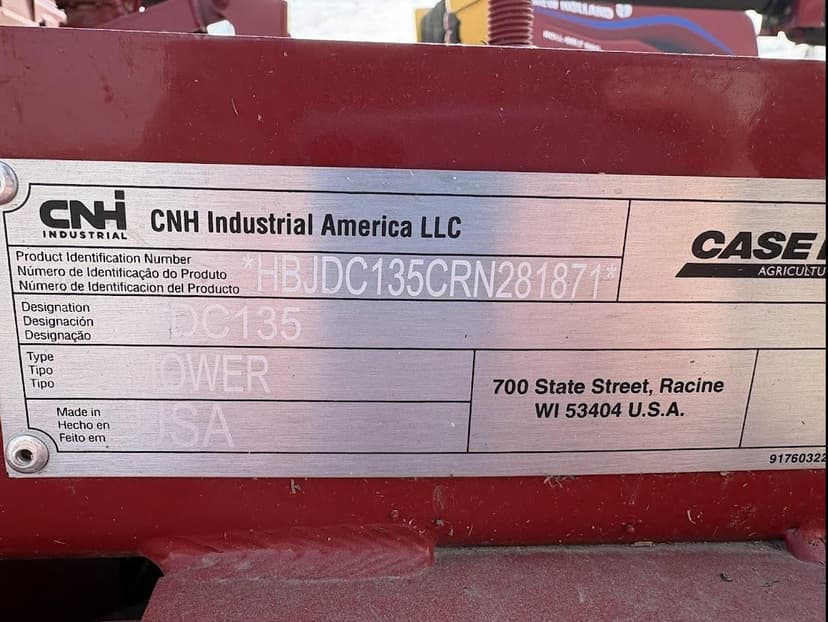 NEW HOLLAND
CNH
INDUSTRIAL
CNH Industrial America LLC
CASE
AGRICULTU
Product Identification Number
Número de Identificação do Produto
Número de Identificacion del Producto
*HBJDC135CRN281871*
Designation
Designación
Designação
DC135
Type
Tipo
Tipo
OWER
700 State Street, Racine
WI 53404 U.S.A.
Made in
Hecho en
Feito em
USA
91760322